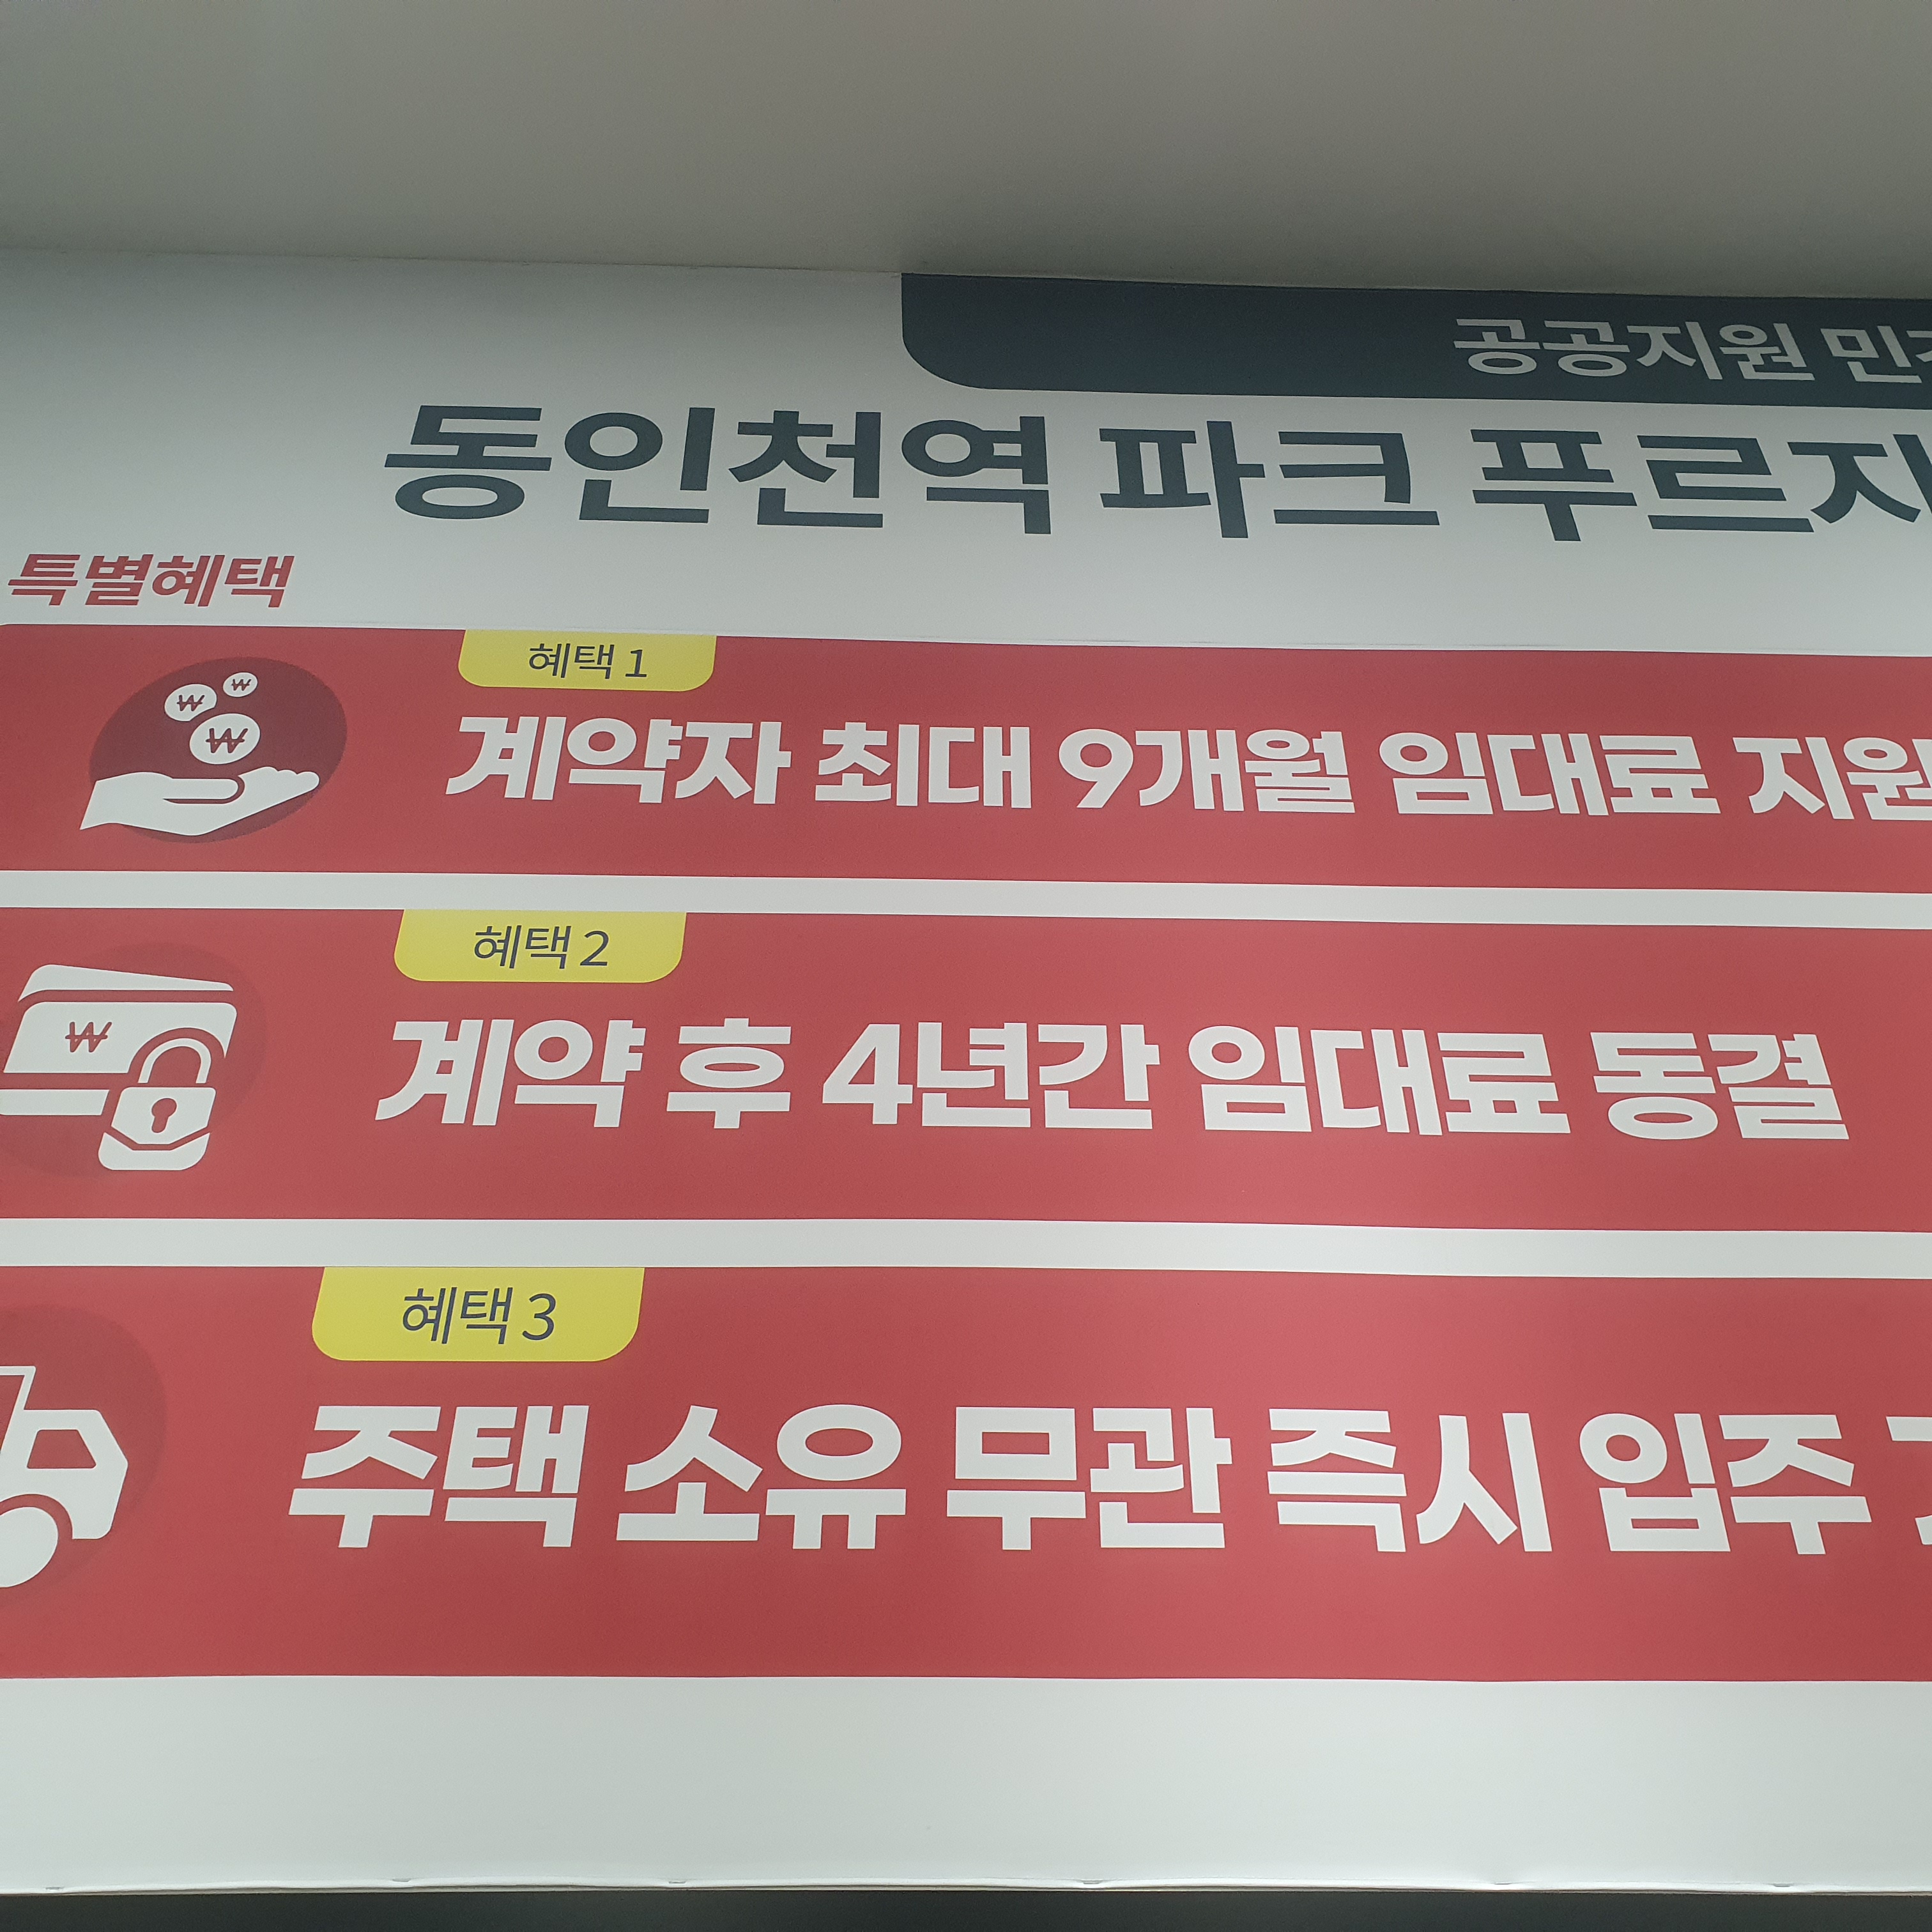 공공지원
동인천역 파크
특별혜택
혜택 1
계약자 최대 9개월 임대료 지원
혜택 2
계약 후 4년간 임대료 동결
혜택 3
주택 소유 무관 즉시 입주